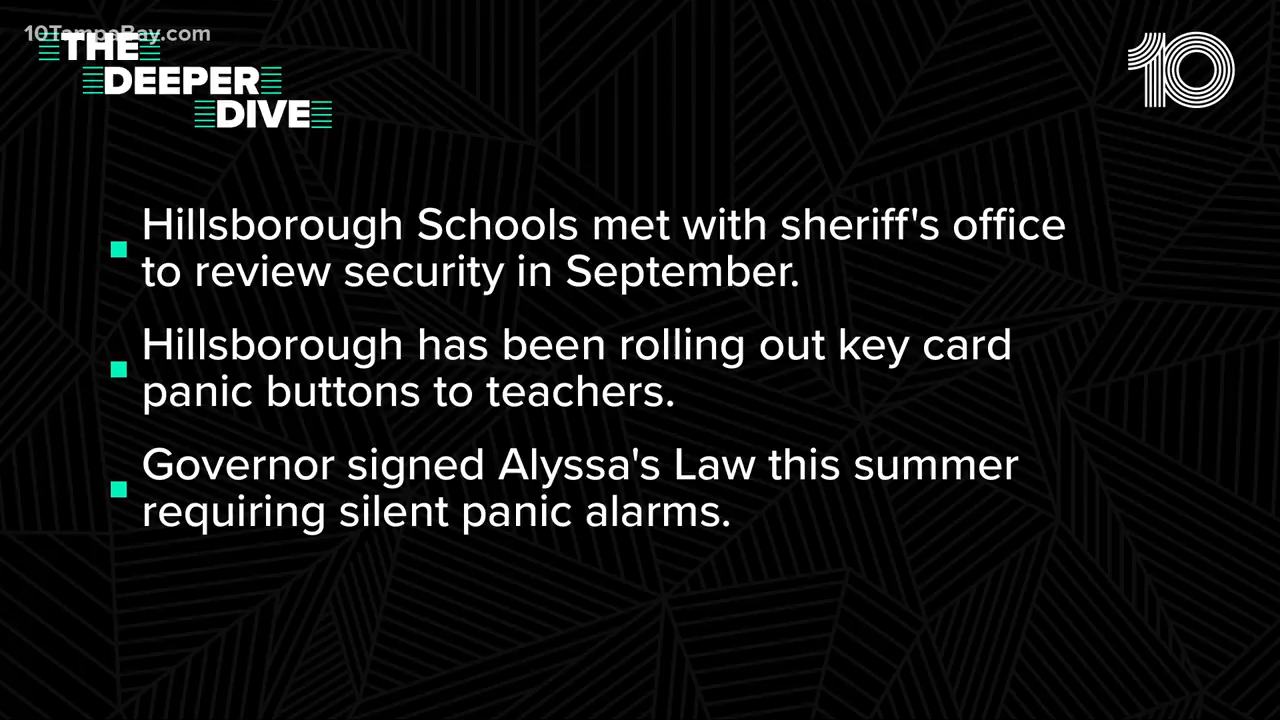 10TampaBay.com
THE
DEEPER
DIVE
10
Hillsborough Schools met with sheriff's office
to review security in September.
Hillsborough has been rolling out key card
panic buttons to teachers.
Governor signed Alyssa's Law this summer
requiring silent panic alarms.